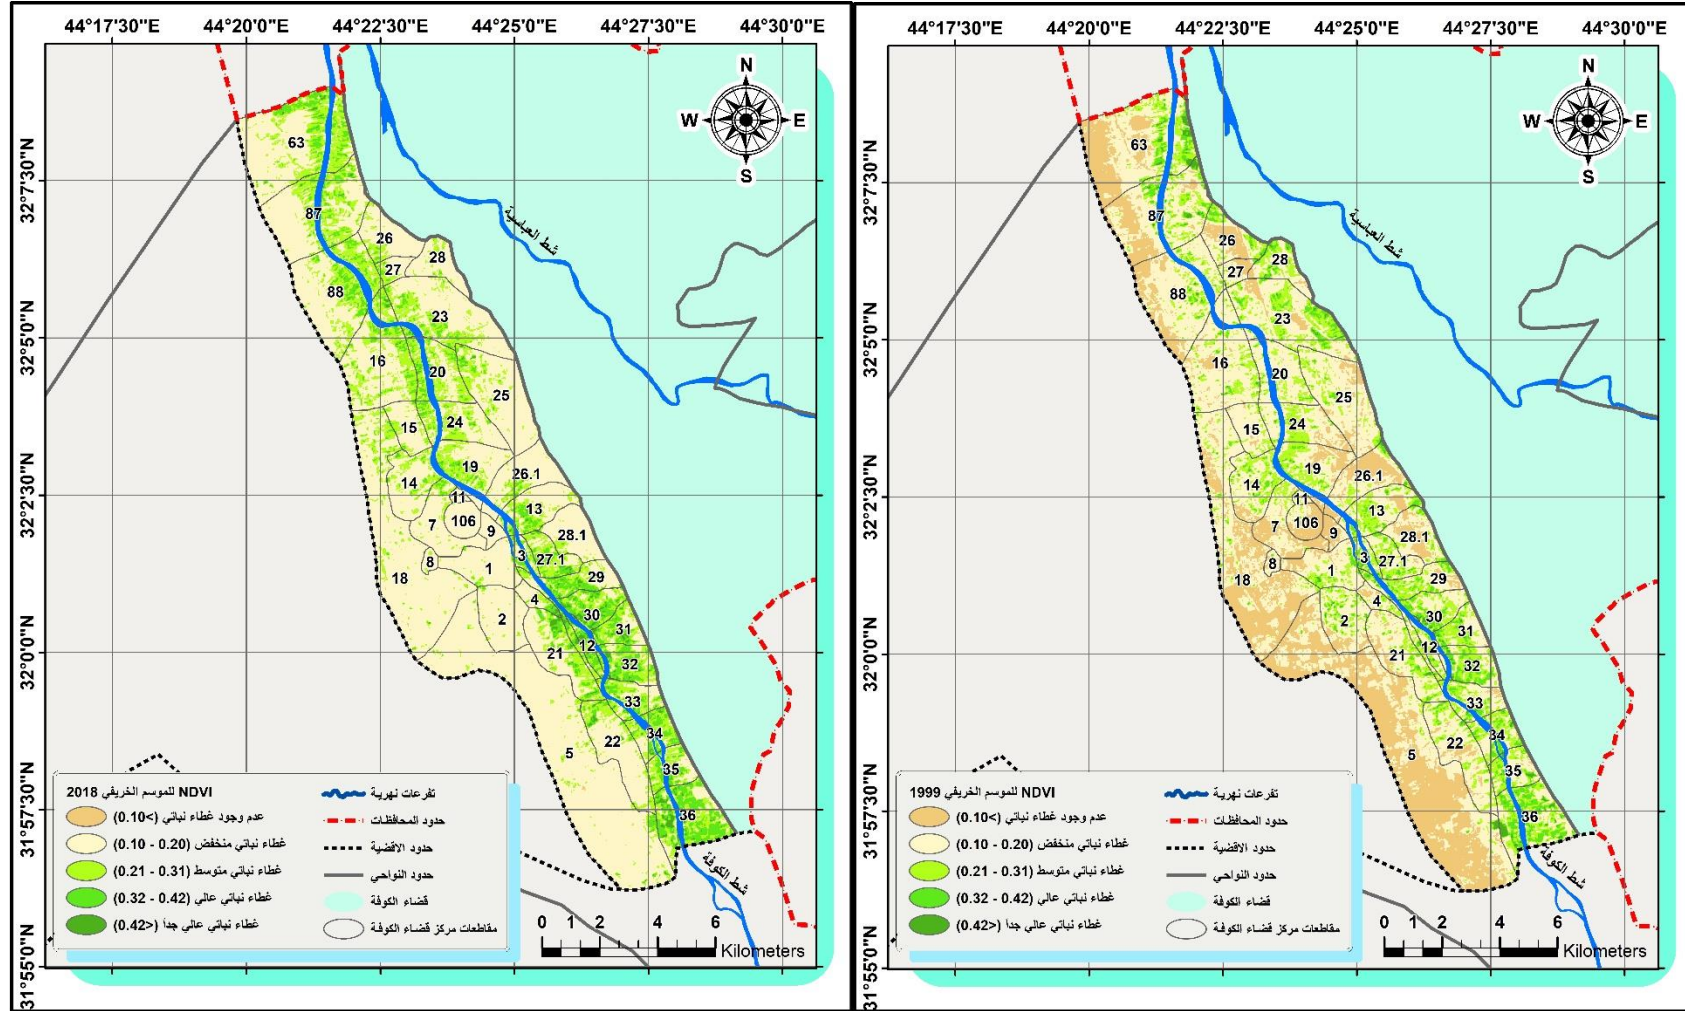 44°17'30"E 44°20'0"E 44°22'30"E 44°25'0"E 44°27'30"E 44°30'0"E
N
W E
S
32°7'30"N
32°5'0"N
32°2'30"N
32°0'0"N
31°57'30"N
31°55'0"N
شط العباسية
63
87
26
28
27
88
23
16
20
25
15
24
19
26.1
14
11
13
7
106
9
28.1
3
27.1
8
1
29
18
4
30
2
31
12
21
32
33
34
22
5
35
36
شط الكوفة
NDVI للموسم الخريفي 2018
عدم وجود غطاء نباتي (>0.10)
غطاء نباتي منخفض (0.20 - 0.10)
غطاء نباتي متوسط (0.31 - 0.21)
غطاء نباتي عالي (0.42 - 0.32)
غطاء نباتي عالي جداً (<0.42)
تفرعات نهرية
حدود المحافظات
حدود الاقضية
حدود النواحي
قضاء الكوفة
مقاطعات مركز قضاء الكوفة
0 1 2 4 6
Kilometers
44°17'30"E 44°20'0"E 44°22'30"E 44°25'0"E 44°27'30"E 44°30'0"E
N
W E
S
32°7'30"N
32°5'0"N
32°2'30"N
32°0'0"N
31°57'30"N
31°55'0"N
شط العباسية
63
87
26
28
27
88
23
16
20
25
15
24
19
26.1
14
11
13
7
106
9
28.1
3
27.1
8
1
29
18
4
30
2
31
12
21
32
33
34
22
5
35
36
شط الكوفة
NDVI للموسم الخريفي 1999
عدم وجود غطاء نباتي (>0.10)
غطاء نباتي منخفض (0.20 - 0.10)
غطاء نباتي متوسط (0.31 - 0.21)
غطاء نباتي عالي (0.42 - 0.32)
غطاء نباتي عالي جداً (<0.42)
تفرعات نهرية
حدود المحافظات
حدود الاقضية
حدود النواحي
قضاء الكوفة
مقاطعات مركز قضاء الكوفة
0 1 2 4 6
Kilometers